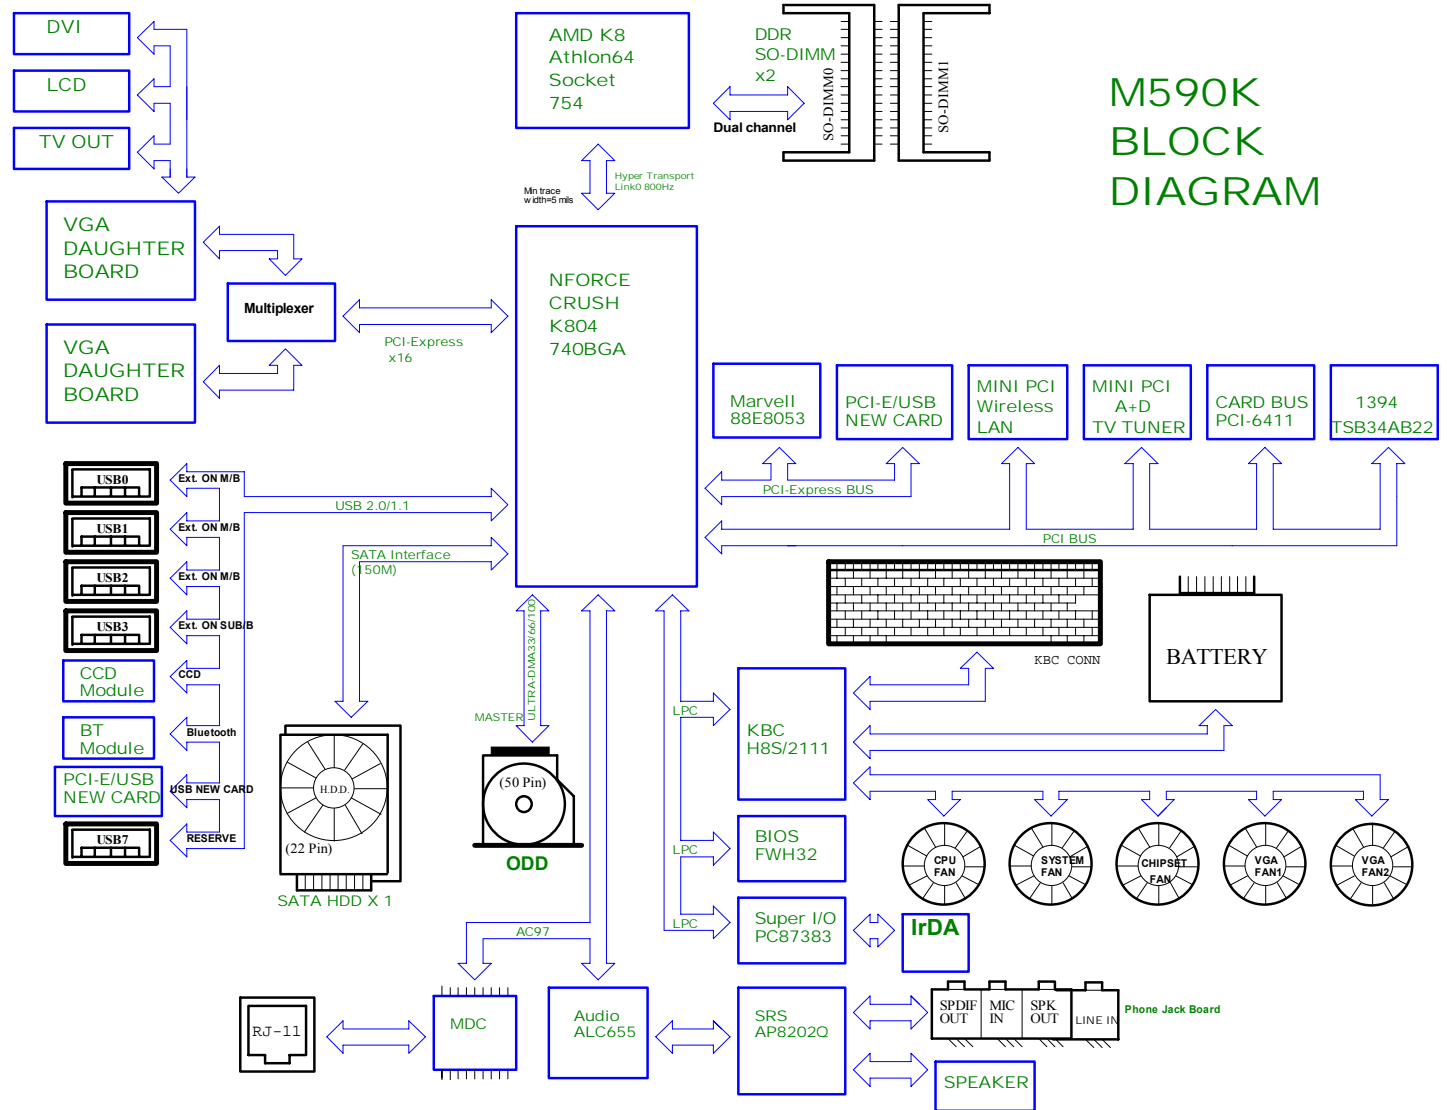 DVI
LCD
TV OUT
VGA
DAUGHTER
BOARD
VGA
DAUGHTER
BOARD
Multiplexer
PCI-Express
x16
AMD K8
Athlon64
Socket
754
DDR
SO-DIMM
x2
Dual channel
SO-DIMM0
SO-DIMM1
M590K
BLOCK
DIAGRAM
Min trace
width=5 mils
Hyper Transport
Link0 800Hz
NFORCE
CRUSH
K804
740BGA
Marvell
88E8053
PCI-E/USB
NEW CARD
MINI PCI
Wireless
LAN
MINI PCI
A+D
TV TUNER
CARD BUS
PCI-6411
1394
TSB34AB22
PCI-Express BUS
PCI BUS
USB0
Ext. ON M/B
USB1
Ext. ON M/B
USB2
Ext. ON M/B
USB3
Ext. ON SUB/B
CCD
Module
CCD
BT
Module
Bluetooth
PCI-E/USB
NEW CARD
USB NEW CARD
USB7
RESERVE
USB 2.0/1.1
SATA Interface
(150M)
H.D.D.
(22 Pin)
SATA HDD X 1
ULTRA-DMA33/66/100
MASTER
(50 Pin)
ODD
KBC CONN
BATTERY
LPC
KBC
H8S/2111
LPC
BIOS
FWH32
LPC
Super I/O
PC87383
IrDA
CPU
FAN
SYSTEM
FAN
CHIPSET
FAN
VGA
FAN1
VGA
FAN2
AC97
RJ-11
MDC
Audio
ALC655
SRS
AP8202Q
SPDIF
OUT
MIC
IN
SPK
OUT
LINE IN
Phone Jack Board
SPEAKER